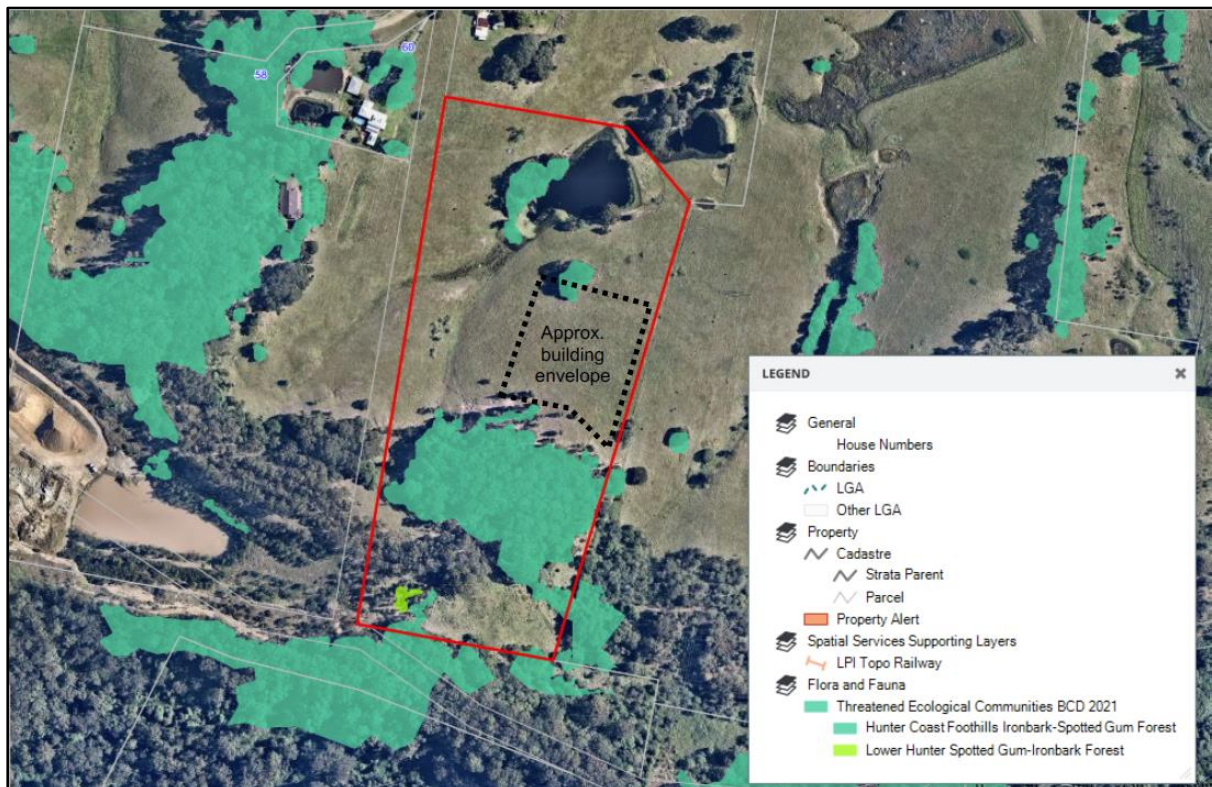 60
58
Approx.
building
envelope
LEGEND
General
House Numbers
Boundaries
LGA
Other LGA
Property
Cadastre
Strata Parent
Parcel
Property Alert
Spatial Services Supporting Layers
LPI Topo Railway
Flora and Fauna
Threatened Ecological Communities BCD 2021
Hunter Coast Foothills Ironbark-Spotted Gum Forest
Lower Hunter Spotted Gum-Ironbark Forest